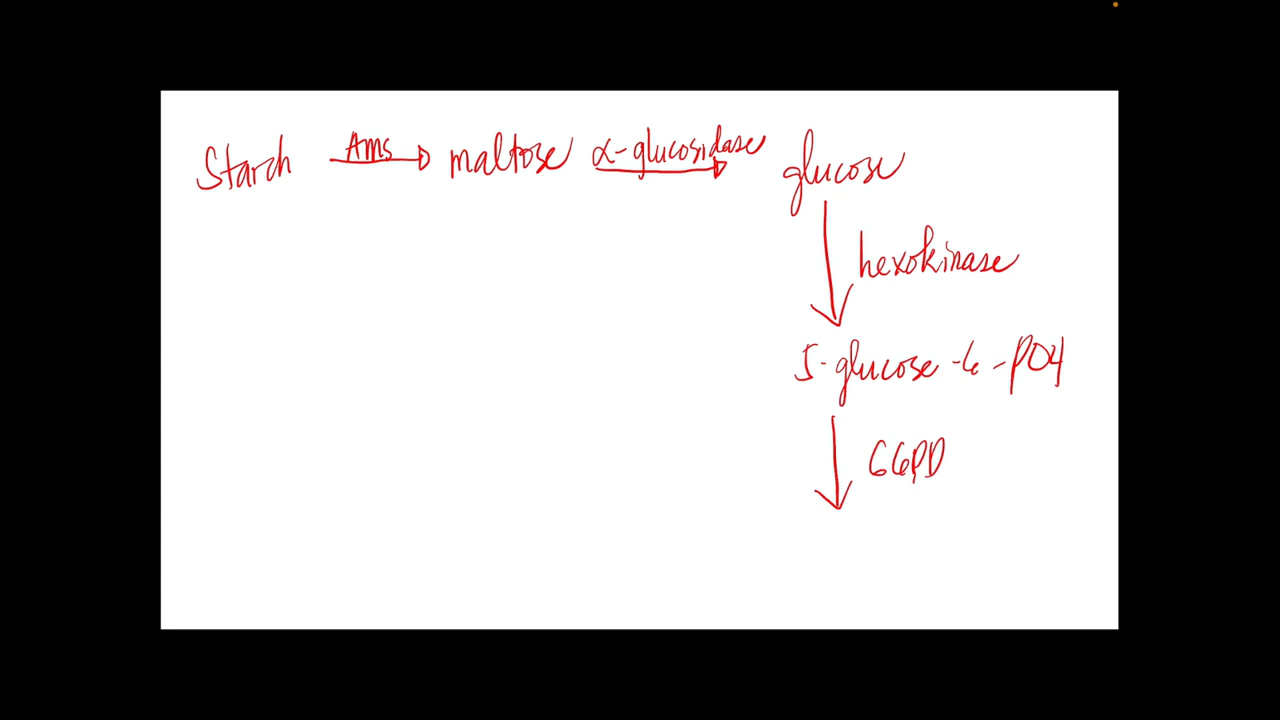 Starch AMS maltose α-glucosidase glucose
hexokinase
5-glucose-6-PO4
G6PD